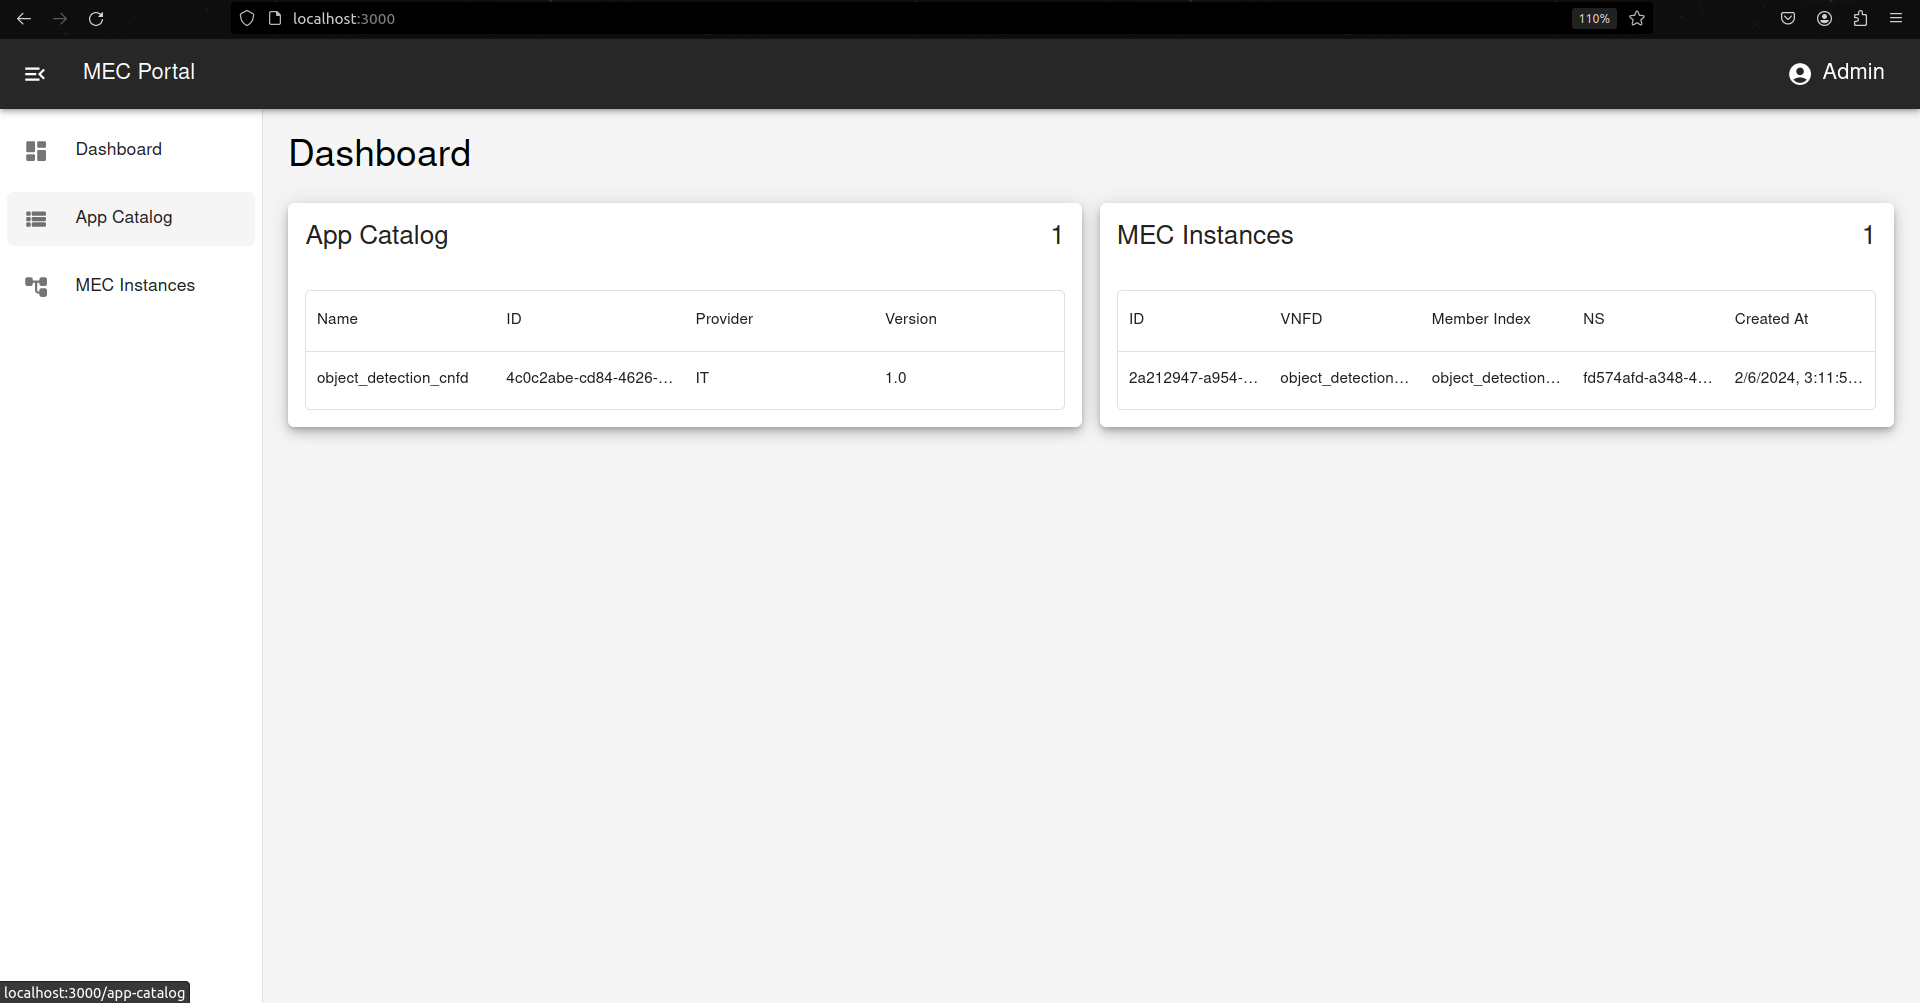 localhost:3000
110%
MEC Portal
Admin
Dashboard
App Catalog
MEC Instances
Dashboard
App Catalog 1
Name ID Provider Version
object_detection_cnfd 4c0c2abe-cd84-4626-... IT 1.0
MEC Instances 1
ID VNFD Member Index NS Created At
2a212947-a954-... object_detection... object_detection... fd574afd-a348-4... 2/6/2024, 3:11:5...
localhost:3000/app-catalog